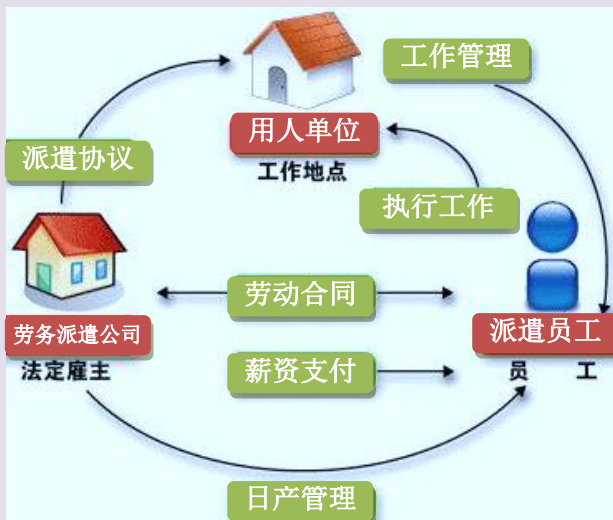 工作管理
用人单位
派遣协议
工作地点
执行工作
劳动合同
劳务派遣公司
派遣员工
法定雇主
薪资支付
员 工
日产管理